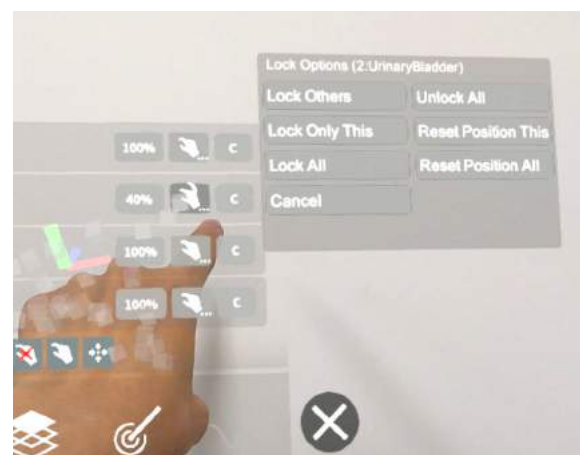 Lock Options (2:UrinaryBladder)
Lock Others
Unlock All
Lock Only This
Reset Position This
Lock All
Reset Position All
Cancel
100%
C
40%
C
100%
C
100%
C